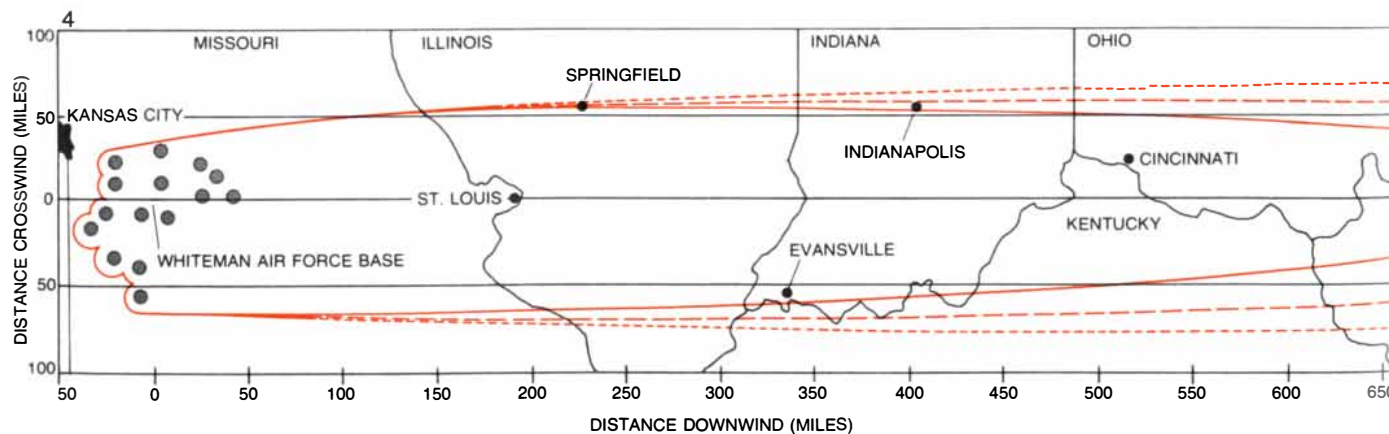 4
100
MISSOURI
ILLINOIS
INDIANA
OHIO
SPRINGFIELD
KANSAS CITY
50
INDIANAPOLIS
CINCINNATI
0
ST. LOUIS
KENTUCKY
WHITEMAN AIR FORCE BASE
EVANSVILLE
50
100
DISTANCE CROSSWIND (MILES)
50 0 50 100 150 200 250 300 350 400 450 500 550 600 650
DISTANCE DOWNWIND (MILES)